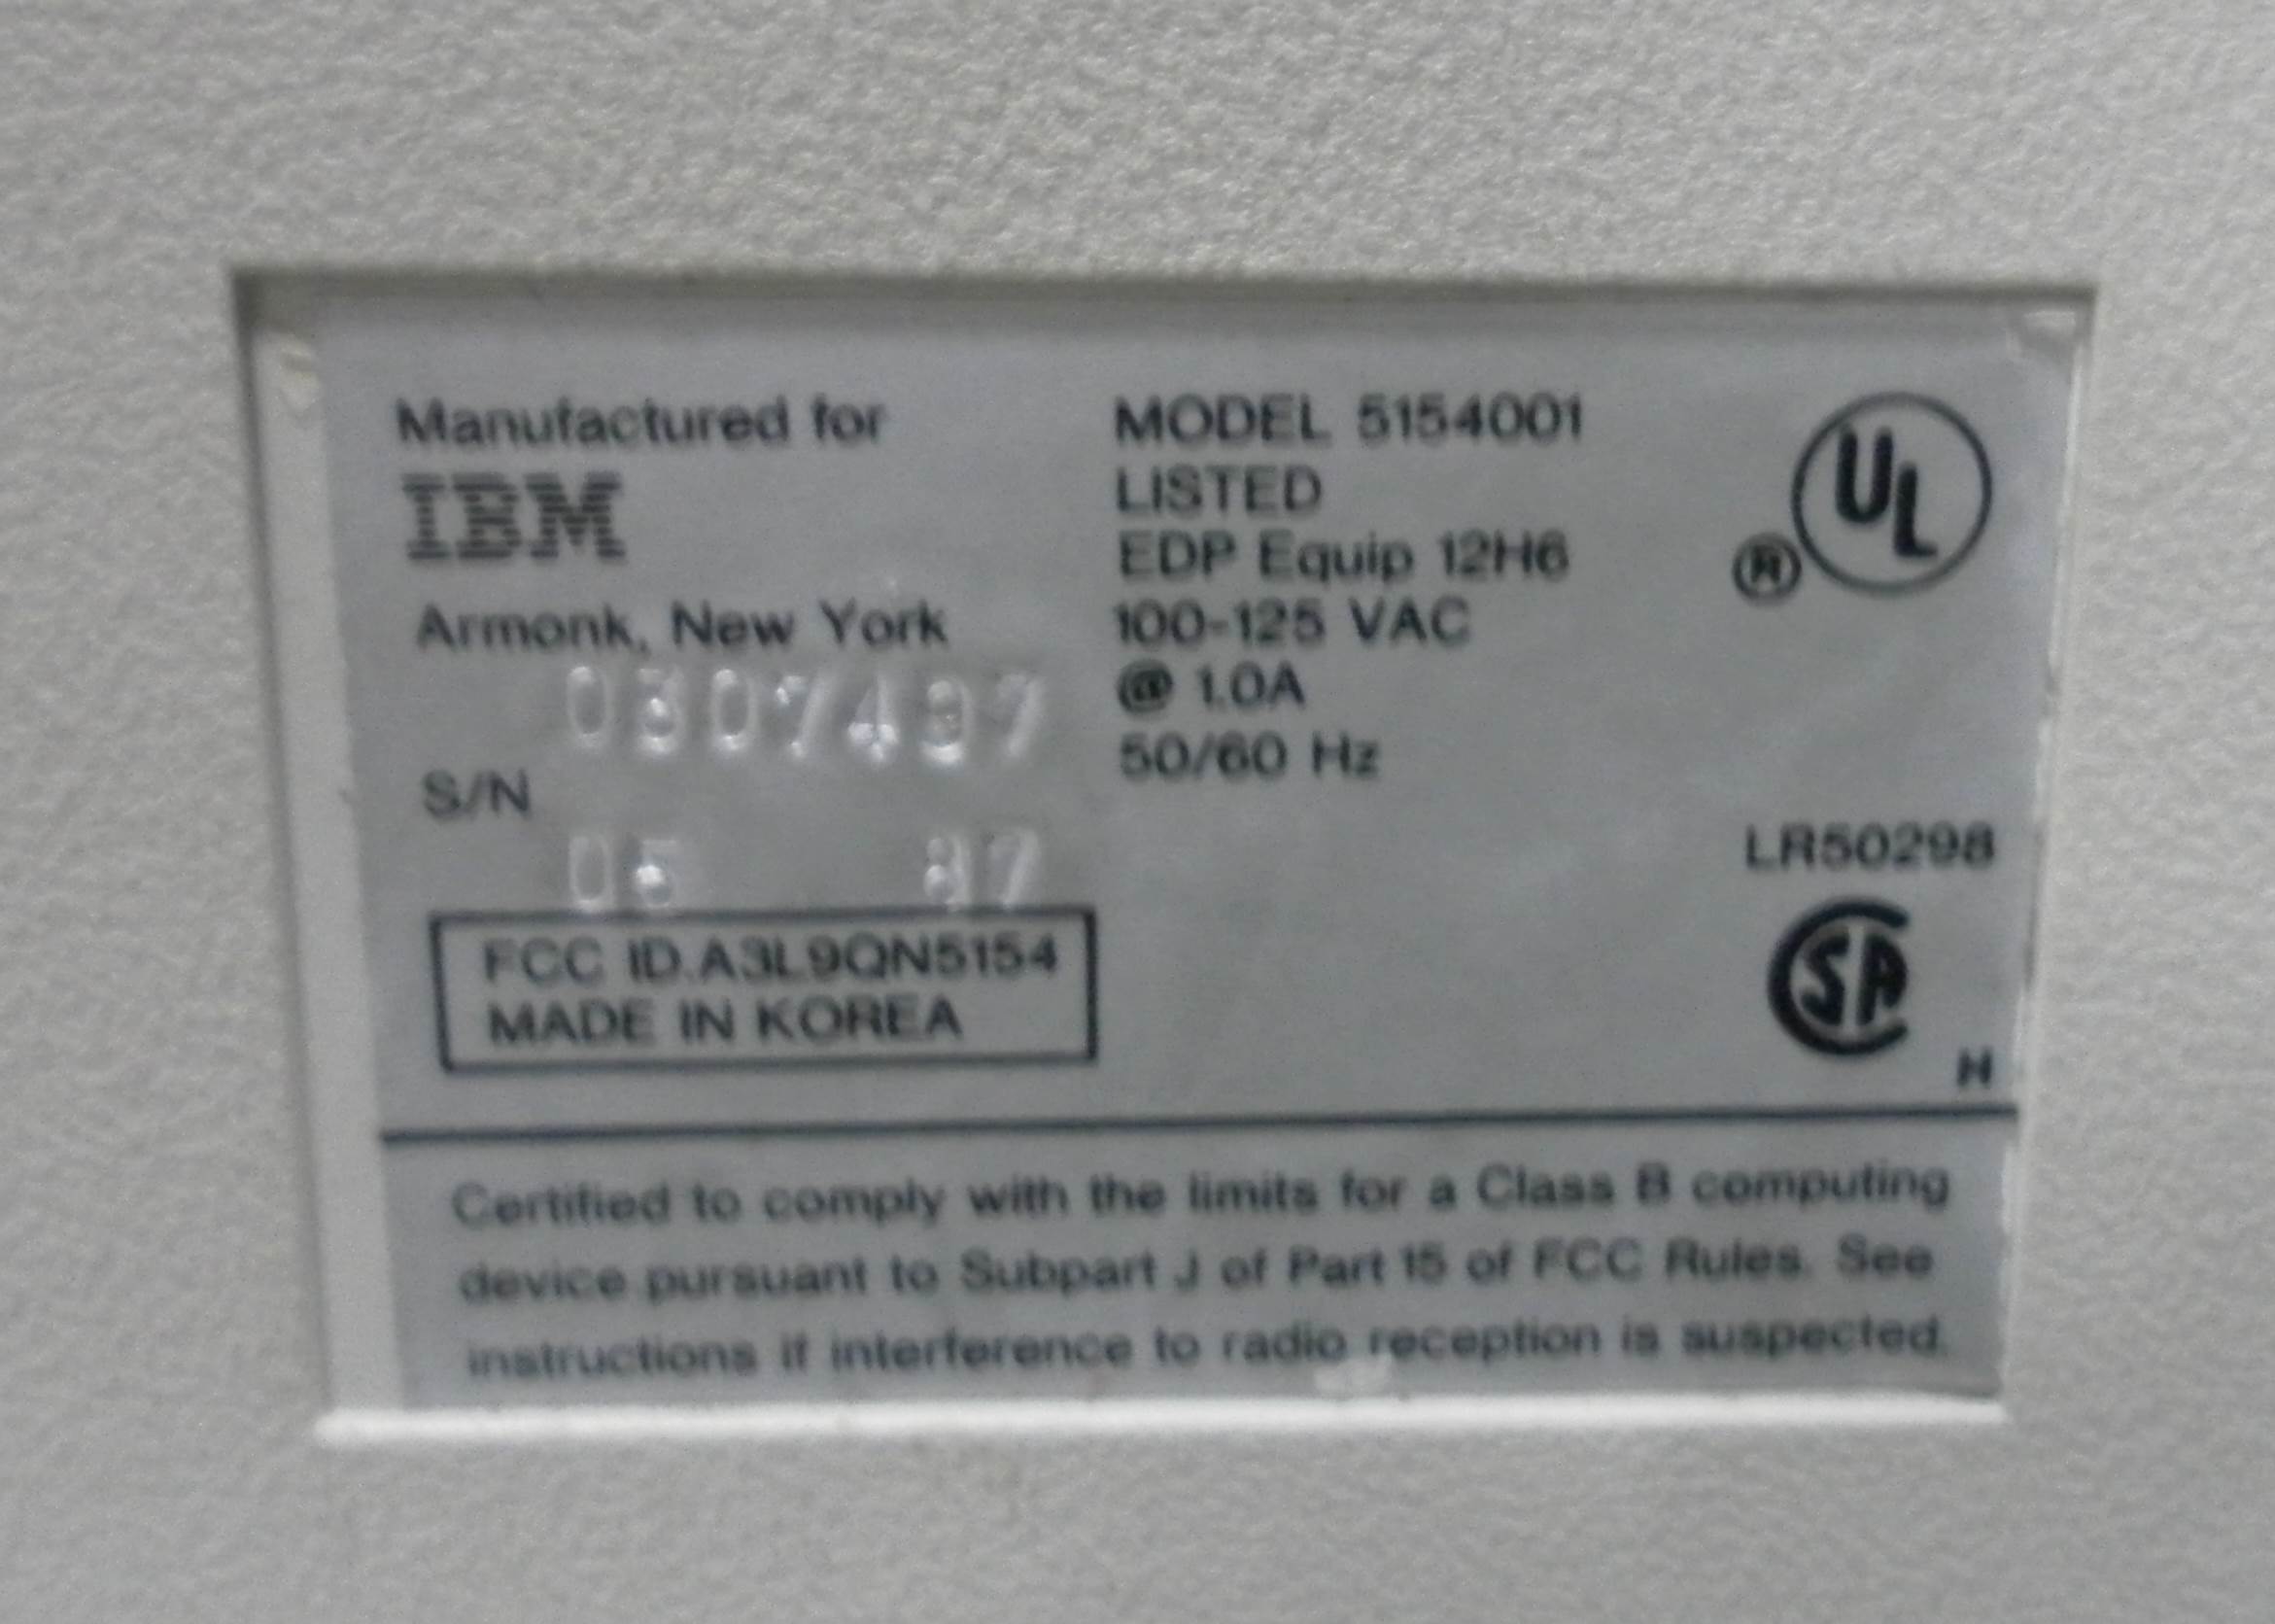 Manufactured for
IBM
Armonk, New York
0307497
S/N
05 87
FCC ID.A3L9QN5154
MADE IN KOREA
MODEL 5154001
LISTED
EDP Equip 12H6
100-125 VAC
@ 1.0A
50/60 Hz
UL
®
LR50298
SA
H
Certified to comply with the limits for a Class B computing
device pursuant to Subpart J of Part 15 of FCC Rules. See
instructions if interference to radio reception is suspected.